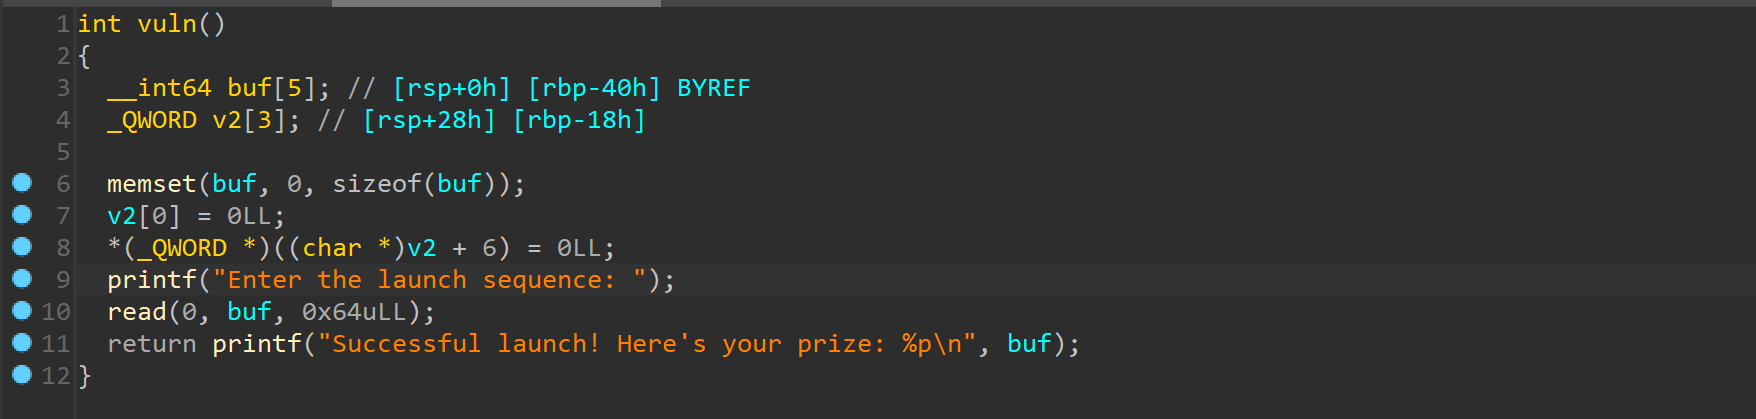 1 int vuln()
2 {
3   __int64 buf[5]; // [rsp+0h] [rbp-40h] BYREF
4   _QWORD v2[3]; // [rsp+28h] [rbp-18h]
5
6   memset(buf, 0, sizeof(buf));
7   v2[0] = 0LL;
8   *(_QWORD *)((char *)v2 + 6) = 0LL;
9   printf("Enter the launch sequence: ");
10   read(0, buf, 0x64uLL);
11   return printf("Successful launch! Here's your prize: %p\n", buf);
12 }